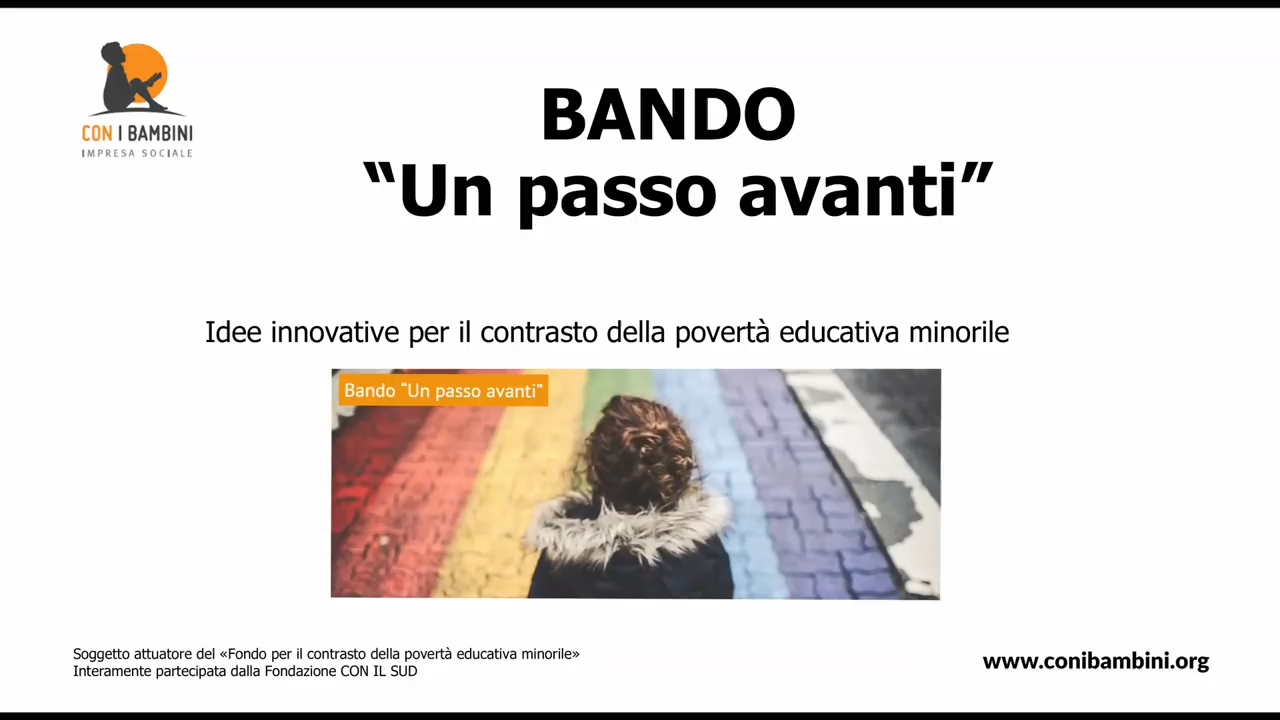 CON I BAMBINI
IMPRESA SOCIALE
BANDO
“Un passo avanti”
Idee innovative per il contrasto della povertà educativa minorile
Bando “Un passo avanti”
Soggetto attuatore del «Fondo per il contrasto della povertà educativa minorile»
Interamente partecipata dalla Fondazione CON IL SUD
www.conibambini.org